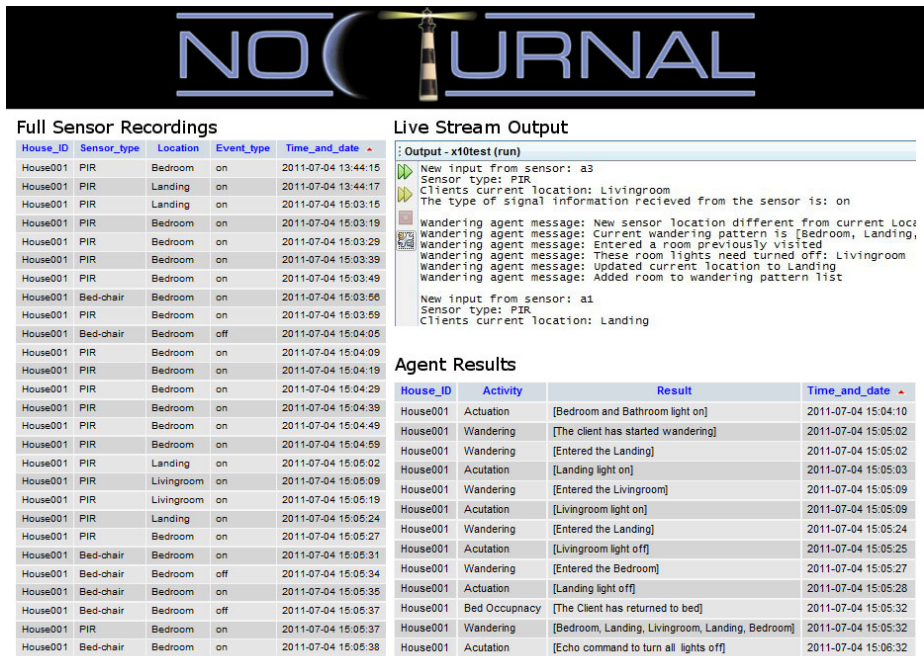 NOCTURNAL
Full Sensor Recordings
House_ID Sensor_type Location Event_type Time_and_date
House001 PIR Bedroom on 2011-07-04 13:44:15
House001 PIR Landing on 2011-07-04 13:44:17
House001 PIR Landing on 2011-07-04 15:03:15
House001 PIR Bedroom on 2011-07-04 15:03:19
House001 PIR Bedroom on 2011-07-04 15:03:29
House001 PIR Bedroom on 2011-07-04 15:03:39
House001 PIR Bedroom on 2011-07-04 15:03:49
House001 Bed-chair Bedroom on 2011-07-04 15:03:56
House001 PIR Bedroom on 2011-07-04 15:03:59
House001 Bed-chair Bedroom off 2011-07-04 15:04:05
House001 PIR Bedroom on 2011-07-04 15:04:09
House001 PIR Bedroom on 2011-07-04 15:04:19
House001 PIR Bedroom on 2011-07-04 15:04:29
House001 PIR Bedroom on 2011-07-04 15:04:39
House001 PIR Bedroom on 2011-07-04 15:04:49
House001 PIR Bedroom on 2011-07-04 15:04:59
House001 PIR Landing on 2011-07-04 15:05:02
House001 PIR Livingroom on 2011-07-04 15:05:09
House001 PIR Livingroom on 2011-07-04 15:05:19
House001 PIR Landing on 2011-07-04 15:05:24
House001 PIR Bedroom on 2011-07-04 15:05:27
House001 Bed-chair Bedroom on 2011-07-04 15:05:31
House001 Bed-chair Bedroom off 2011-07-04 15:05:34
House001 Bed-chair Bedroom on 2011-07-04 15:05:35
House001 Bed-chair Bedroom off 2011-07-04 15:05:37
House001 PIR Bedroom on 2011-07-04 15:05:37
House001 Bed-chair Bedroom on 2011-07-04 15:05:38
Live Stream Output
: Output - x10test (run)
New input from sensor: a3
Sensor type: PIR
Clients current location: Livingroom
The type of signal information recieved from the sensor is: on
Wandering agent message: New sensor location different from current Loca
Wandering agent message: Current wandering pattern is [Bedroom, Landing,
Wandering agent message: Entered a room previously visited
Wandering agent message: These room lights need turned off: Livingroom
Wandering agent message: Updated current location to Landing
Wandering agent message: Added room to wandering pattern list
New input from sensor: a1
Sensor type: PIR
Clients current location: Landing
Agent Results
House_ID Activity Result Time_and_date
House001 Actuation [Bedroom and Bathroom light on] 2011-07-04 15:04:10
House001 Wandering [The client has started wandering] 2011-07-04 15:05:02
House001 Wandering [Entered the Landing] 2011-07-04 15:05:02
House001 Acutation [Landing light on] 2011-07-04 15:05:03
House001 Wandering [Entered the Livingroom] 2011-07-04 15:05:09
House001 Acutation [Livingroom light on] 2011-07-04 15:05:09
House001 Wandering [Entered the Landing] 2011-07-04 15:05:24
House001 Acutation [Livingroom light off] 2011-07-04 15:05:25
House001 Wandering [Entered the Bedroom] 2011-07-04 15:05:27
House001 Actuation [Landing light off] 2011-07-04 15:05:28
House001 Bed Occupnacy [The Client has returned to bed] 2011-07-04 15:05:32
House001 Wandering [Bedroom, Landing, Livingroom, Landing, Bedroom] 2011-07-04 15:05:32
House001 Acutation [Echo command to turn all lights off] 2011-07-04 15:06:32